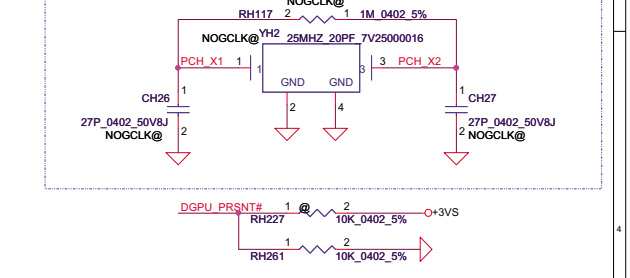 NOGCLK@
RH117 2 1 1M_0402_5%
NOGCLK@ YH2 25MHZ_20PF_7V25000016
PCH_X1 1 1 3 3 PCH_X2
GND GND
1 1
CH26 2 4 CH27
27P_0402_50V8J 27P_0402_50V8J
NOGCLK@ 2 2 NOGCLK@
DGPU_PRSNT# 1 @ 2 +3VS
RH227 10K_0402_5%
4
1 2
RH261 10K_0402_5%